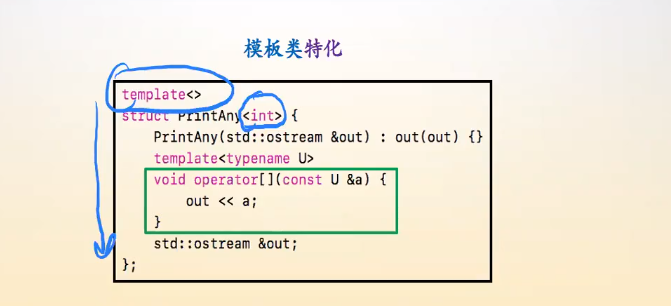 模板类特化
template<>
struct PrintAny<int> {
    PrintAny(std::ostream &out) : out(out) {}
    template<typename U>
    void operator[](const U &a) {
        out << a;
    }
    std::ostream &out;
};